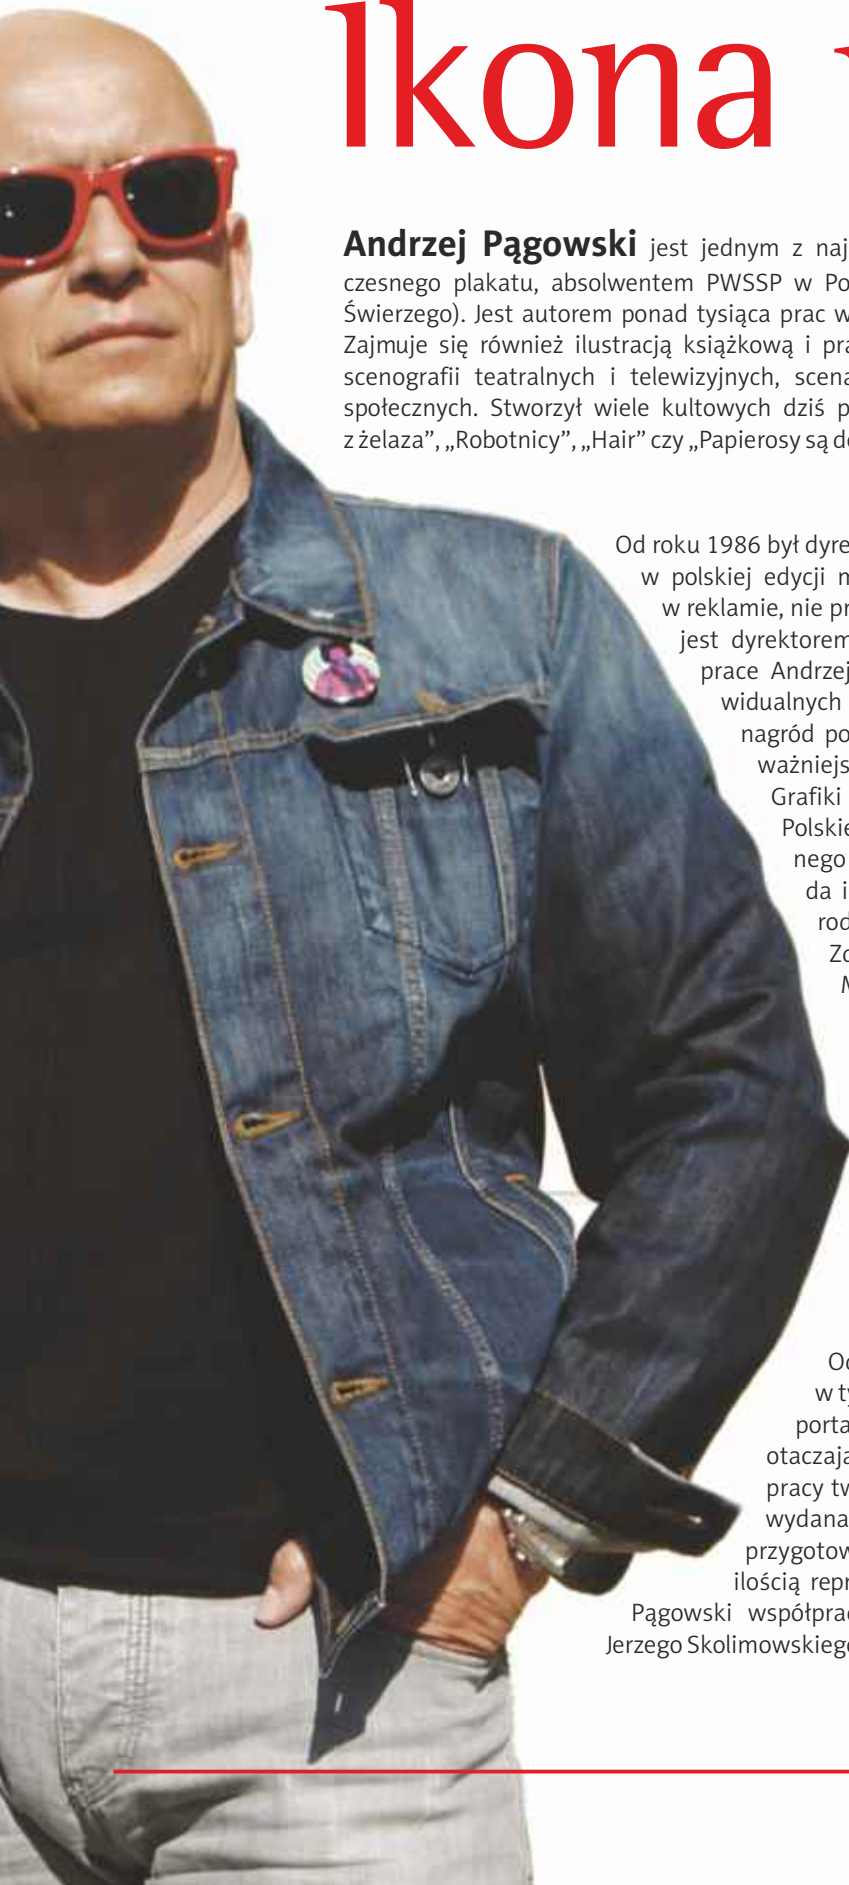 Ikona
Andrzej Pągowski jest jednym z naj
czesnego plakatu, absolwentem PWSSP w Po
Świerzego). Jest autorem ponad tysiąca prac w
Zajmuje się również ilustracją książkową i pra
scenografii teatralnych i telewizyjnych, scena
społecznych. Stworzył wiele kultowych dziś p
z żelaza”, „Robotnicy”, „Hair” czy „Papierosy są d
Od roku 1986 był dyre
w polskiej edycji m
w reklamie, nie pr
jest dyrektorem
prace Andrzej
widualnych
nagród po
ważniejs
Grafiki
Polskie
nego
da i
rod
Zo
M
Od
w ty
porta
otaczają
pracy tw
wydana
przygotow
ilością repr
Pągowski współprac
Jerzego Skolimowskieg